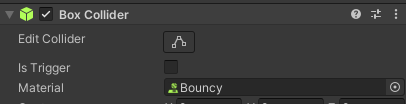 Box Collider
Edit Collider
Is Trigger
Material Bouncy